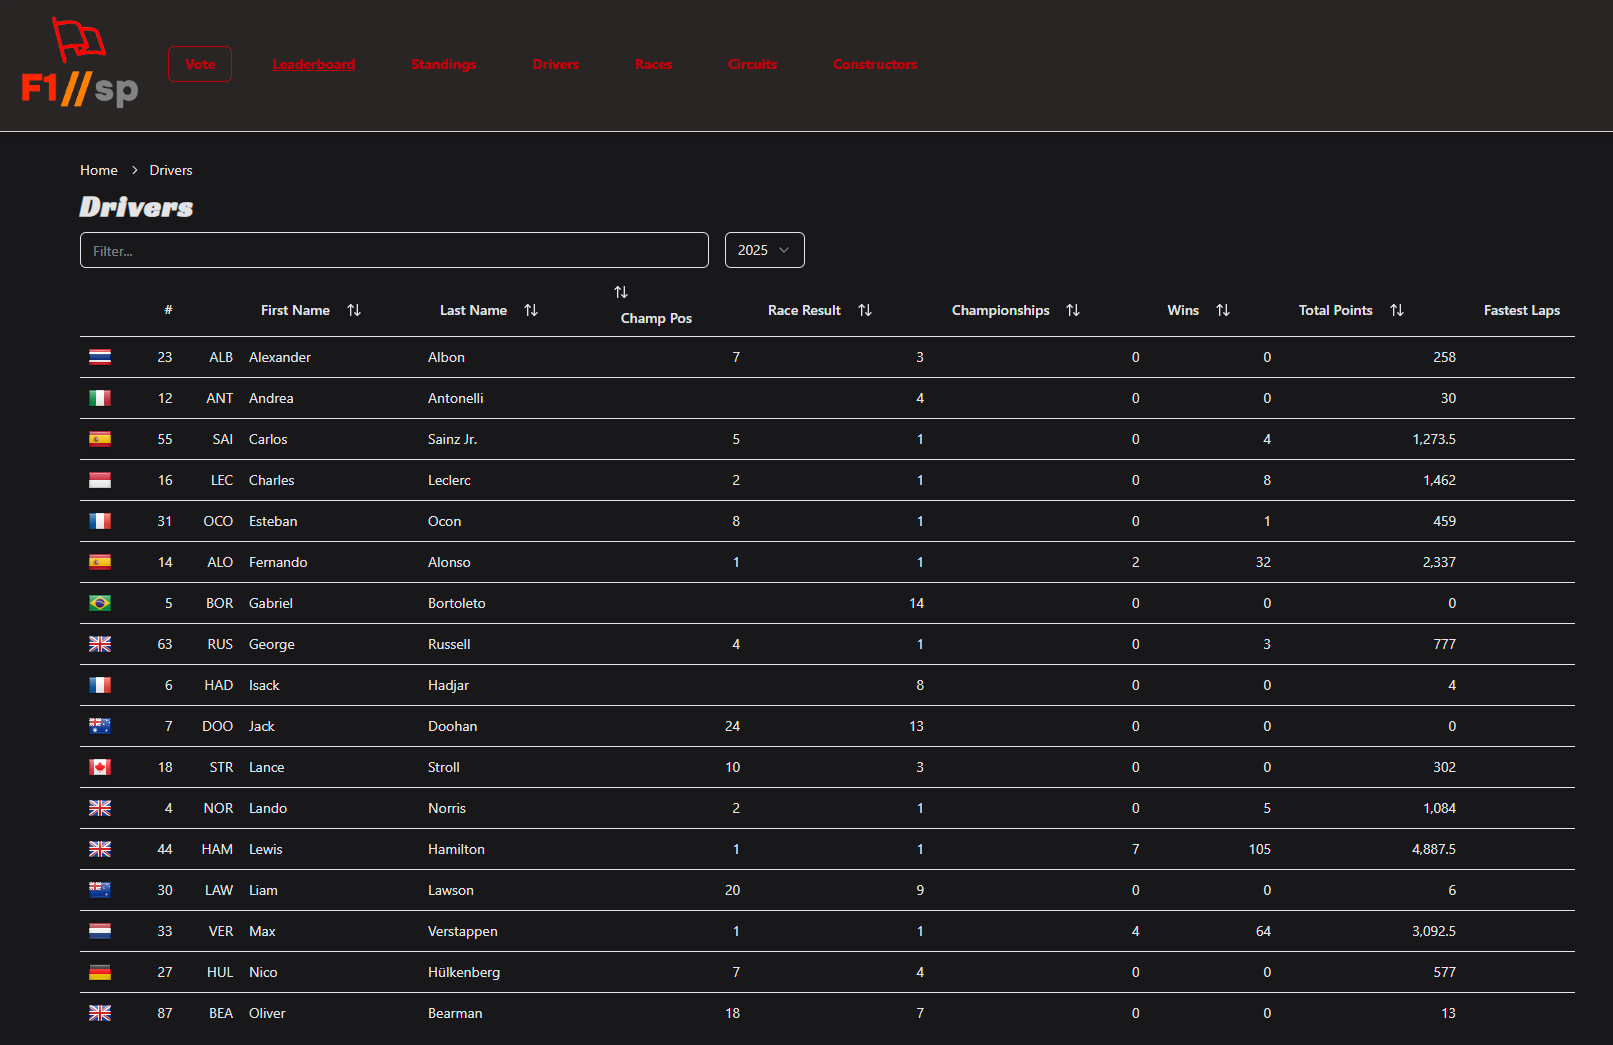 F1//sp
Vote Leaderboard Standings Drivers Races Circuits Constructors
Home > Drivers
Drivers
Filter... 2025
# First Name Last Name Champ Pos Race Result Championships Wins Total Points Fastest Laps
23 ALB Alexander Albon 7 3 0 0 258
12 ANT Andrea Antonelli 4 0 0 30
55 SAI Carlos Sainz Jr. 5 1 0 4 1,273.5
16 LEC Charles Leclerc 2 1 0 8 1,462
31 OCO Esteban Ocon 8 1 0 1 459
14 ALO Fernando Alonso 1 1 2 32 2,337
5 BOR Gabriel Bortoleto 14 0 0 0
63 RUS George Russell 4 1 0 3 777
6 HAD Isack Hadjar 8 0 0 4
7 DOO Jack Doohan 24 13 0 0 0
18 STR Lance Stroll 10 3 0 0 302
4 NOR Lando Norris 2 1 0 5 1,084
44 HAM Lewis Hamilton 1 1 7 105 4,887.5
30 LAW Liam Lawson 20 9 0 0 6
33 VER Max Verstappen 1 1 4 64 3,092.5
27 HUL Nico Hülkenberg 7 4 0 0 577
87 BEA Oliver Bearman 18 7 0 0 13